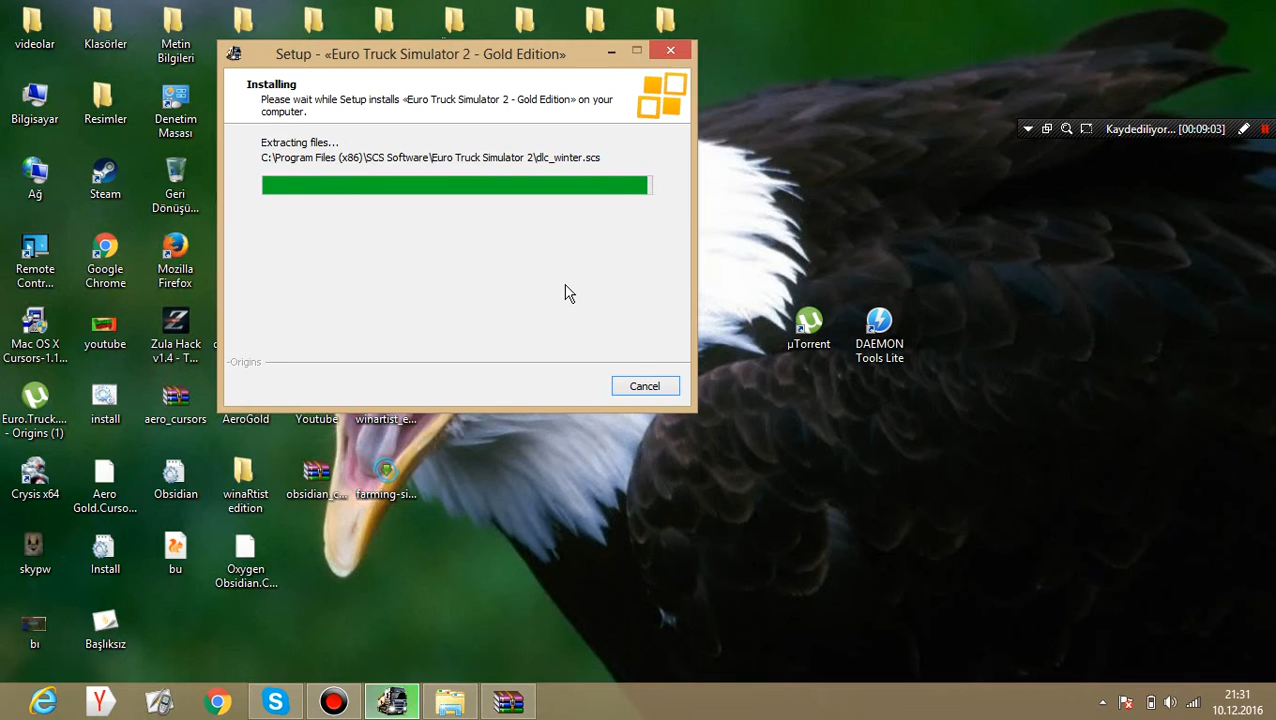 Setup - «Euro Truck Simulator 2 - Gold Edition»
Installing
Please wait while Setup installs «Euro Truck Simulator 2 - Gold Edition» on your
computer.
Extracting files...
C:\Program Files (x86)\SCS Software\Euro Truck Simulator 2\dlc_winter.scs
-Origins
Cancel
Kaydediliyor... [00:09:03]
videolar
Klasörler
Metin
Bilgileri
Bilgisayar
Resimler
Denetim
Masası
Ağ
Steam
Geri
Dönüşü...
Remote
Contr...
Google
Chrome
Mozilla
Firefox
Mac OS X
Cursors-1.1...
youtube
Zula Hack
v1.4 - T...
µTorrent
DAEMON
Tools Lite
Euro.Truck....
- Origins (1)
install
aero_cursors
AeroGold
Youtube
winartist_e...
Crysis x64
Aero
Gold.Curso...
Obsidian
winaRtist
edition
obsidian_c...
farming-si...
skypw
Install
bu
Oxygen
Obsidian.C...
bı
Başlıksız
21:31
10.12.2016